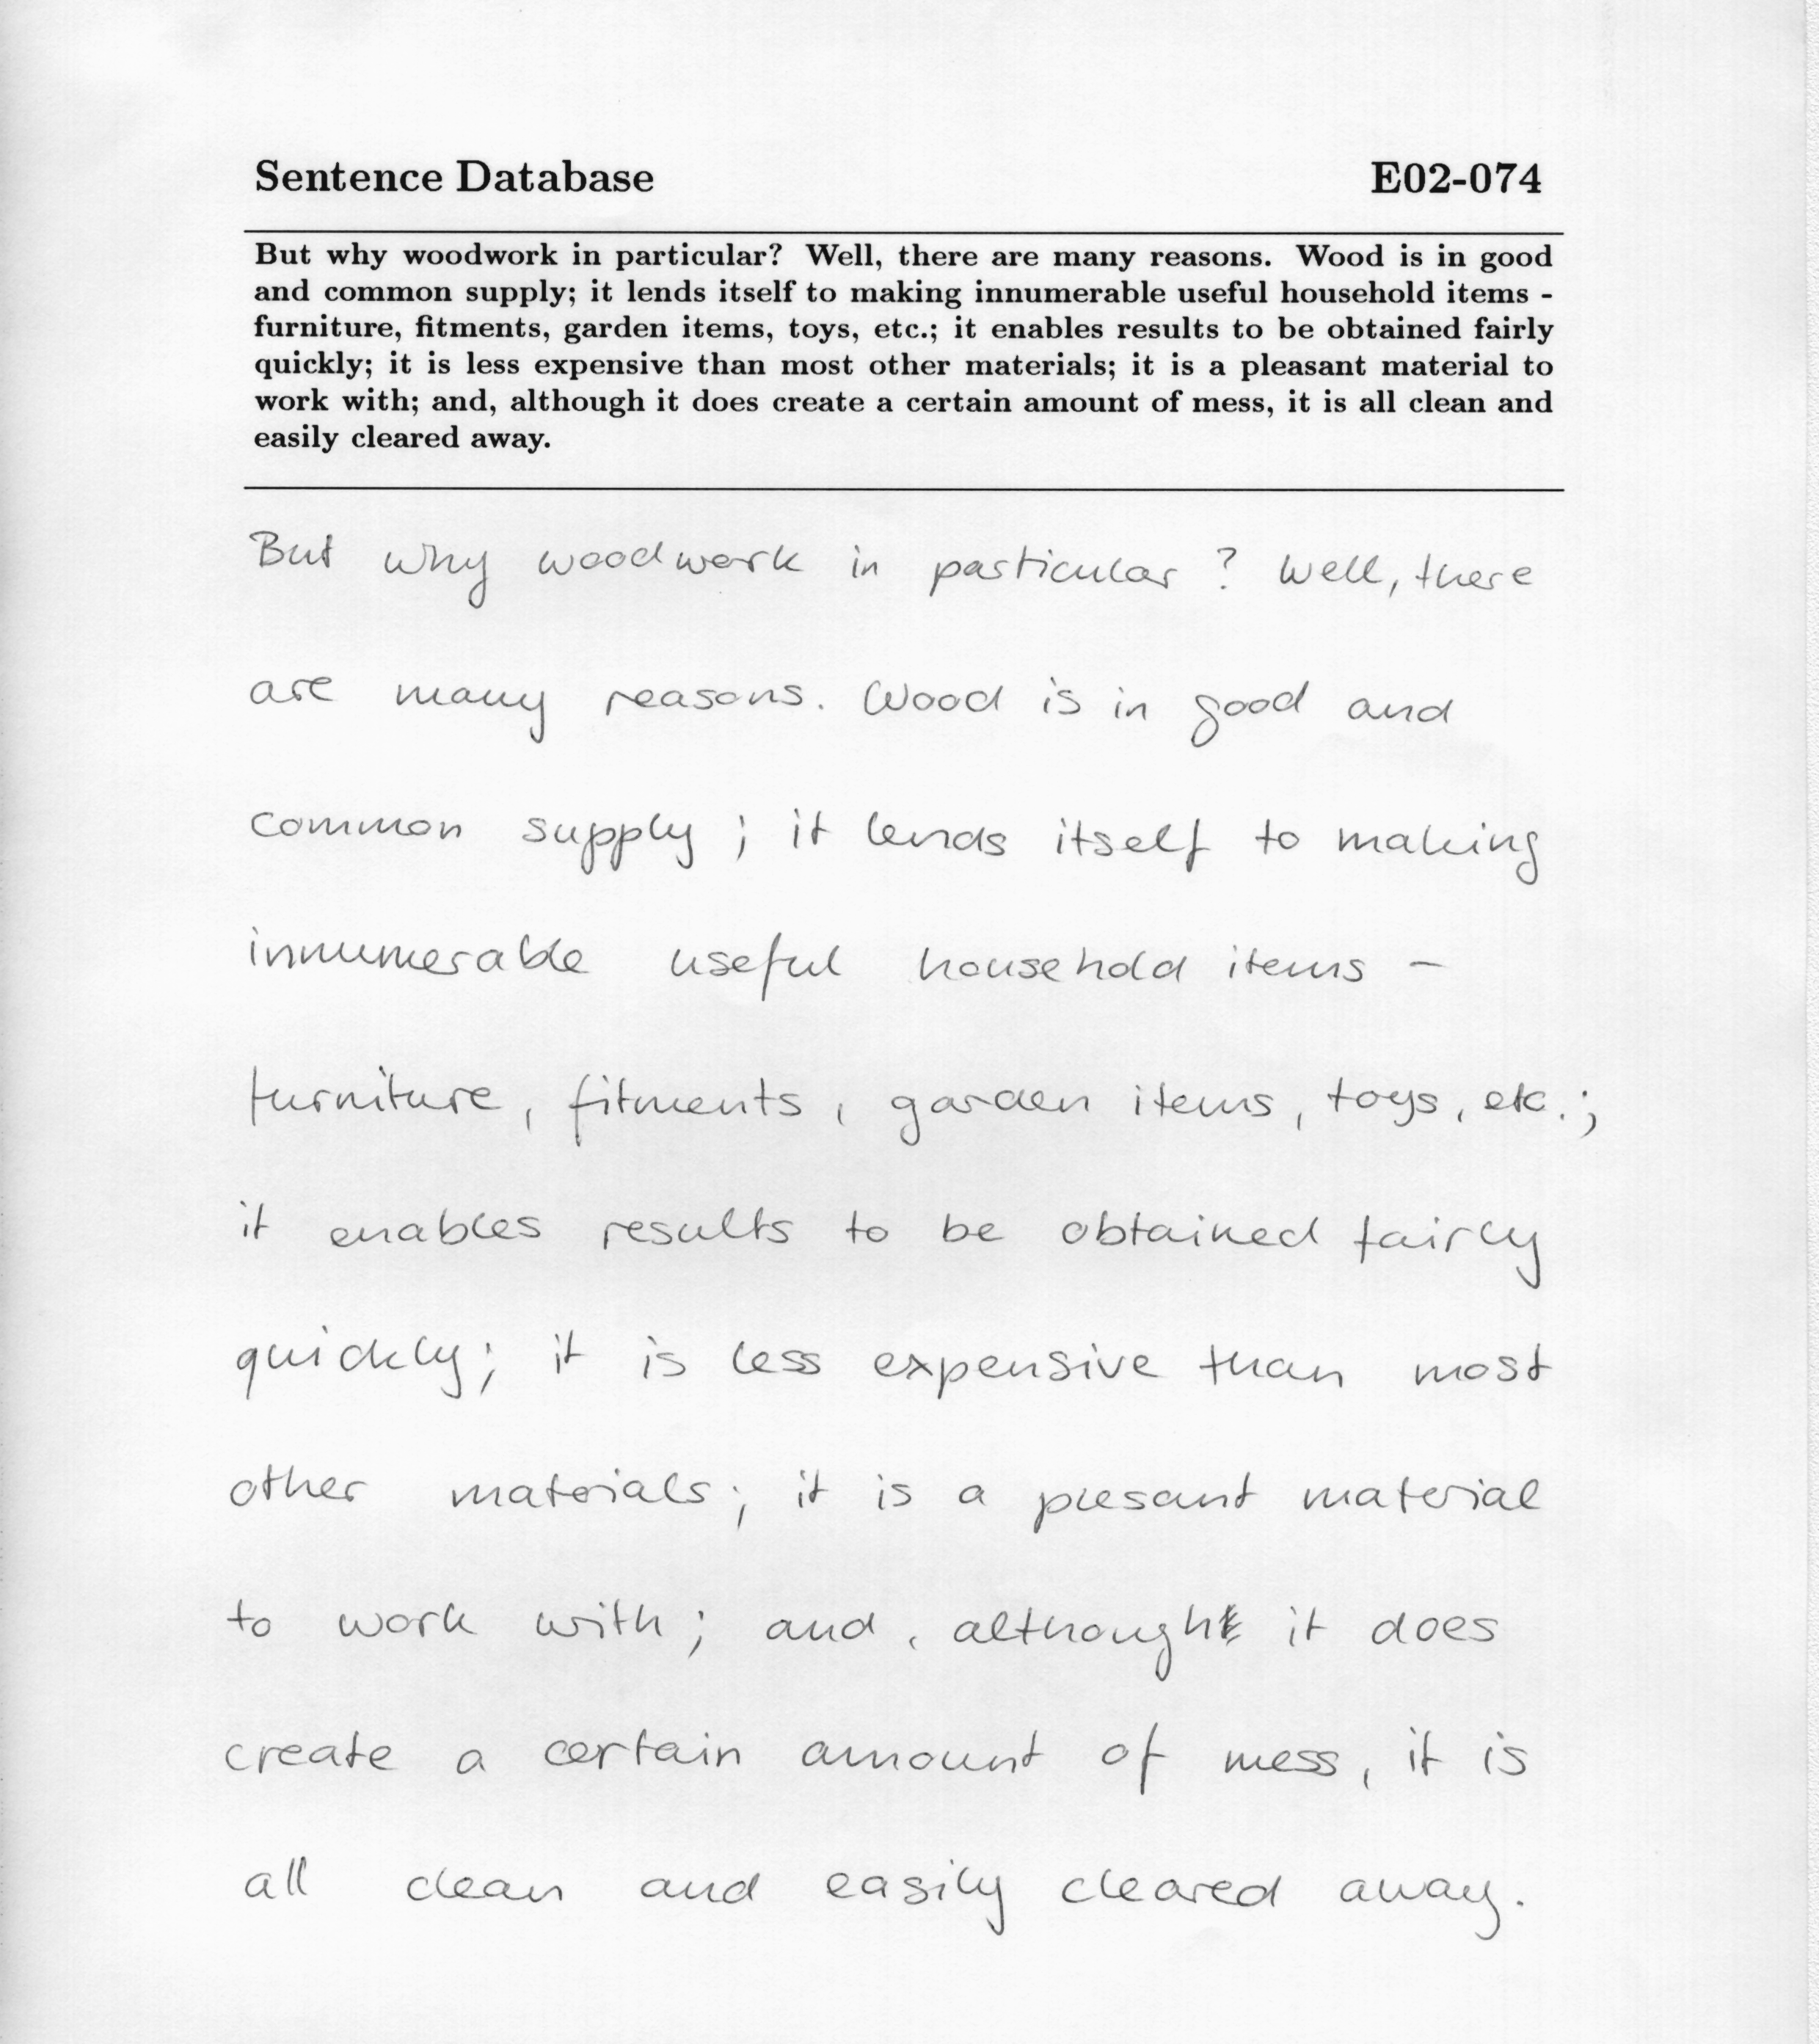 Sentence Database E02-074
But why woodwork in particular? Well, there are many reasons. Wood is in good
and common supply; it lends itself to making innumerable useful household items -
furniture, fitments, garden items, toys, etc.; it enables results to be obtained fairly
quickly; it is less expensive than most other materials; it is a pleasant material to
work with; and, although it does create a certain amount of mess, it is all clean and
easily cleared away.
But why woodwork in particular ? Well, there
are many reasons. Wood is in good and
common supply ; it lends itself to making
innumerable useful household items -
furniture, fitments, garden items, toys, etc.;
it enables results to be obtained fairly
quickly; it is less expensive than most
other materials; it is a plesant material
to work with; and, although it does
create a certain amount of mess, it is
all clean and easily cleared away.